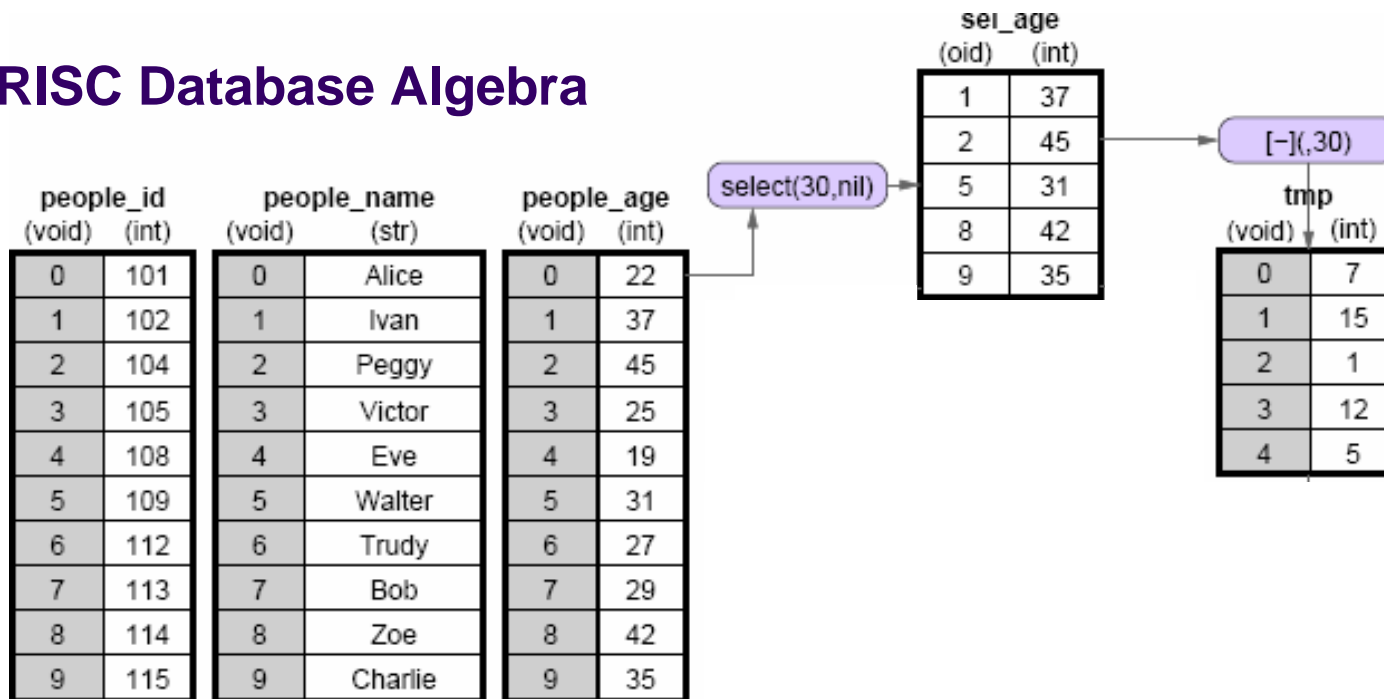 RISC Database Algebra
sel_age
(oid) (int)
1 37
2 45
5 31
8 42
9 35
select(30,nil)
[−](,30)
tmp
(void) (int)
0 7
1 15
2 1
3 12
4 5
people_id people_name people_age
(void) (int) (void) (str) (void) (int)
0 101 0 Alice 0 22
1 102 1 Ivan 1 37
2 104 2 Peggy 2 45
3 105 3 Victor 3 25
4 108 4 Eve 4 19
5 109 5 Walter 5 31
6 112 6 Trudy 6 27
7 113 7 Bob 7 29
8 114 8 Zoe 8 42
9 115 9 Charlie 9 35